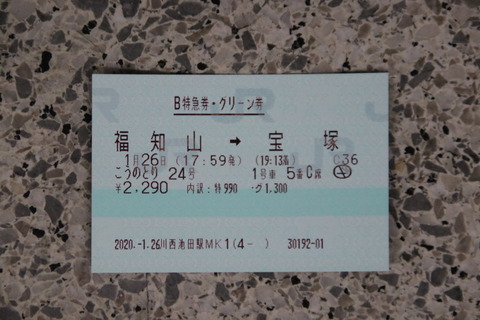 B特急券・グリーン券
福知山 → 宝塚
1月26日 (17:59発) (19:13着) C36
こうのとり 24号 1号車 5番C席
¥2,290 内訳:特990・グ1,300
2020.-1.26川西池田駅MK1(4- ) 30192-01